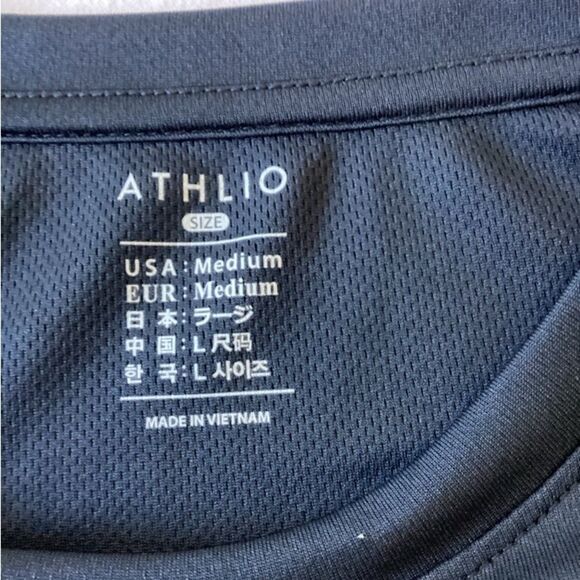 ATHLIO
SIZE
USA : Medium
EUR : Medium
日 本 : ラージ
中 国 : L 尺码
한 국 : L 사이즈
MADE IN VIETNAM